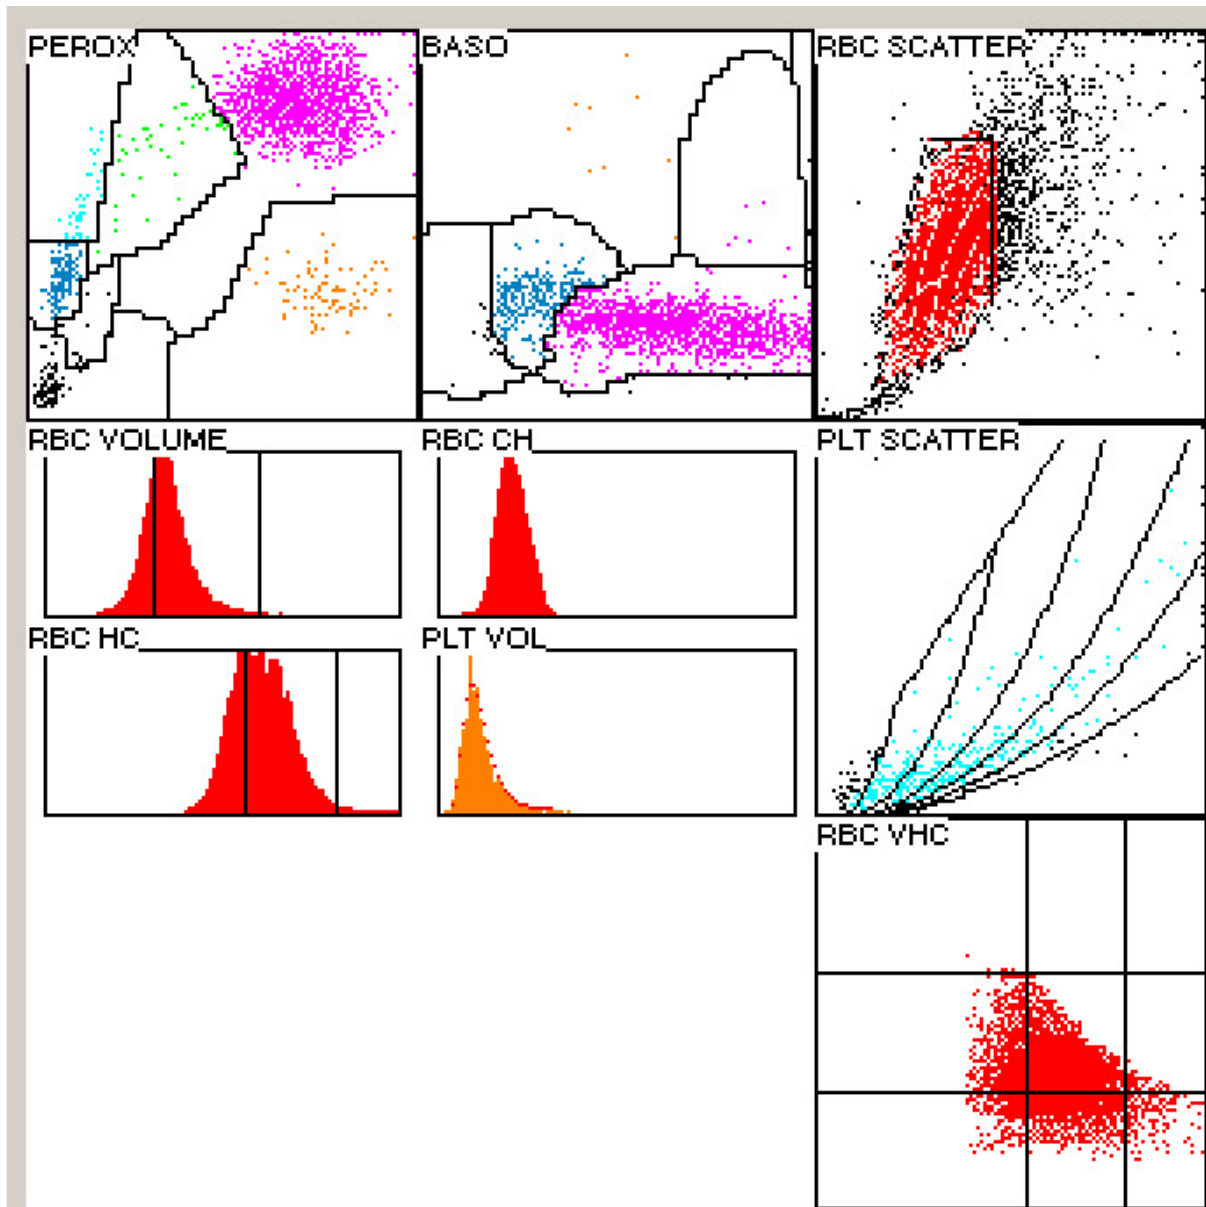 PEROX
BASO
RBC SCATTER
RBC VOLUME
RBC CH
PLT SCATTER
RBC HC
PLT VOL
RBC VHC